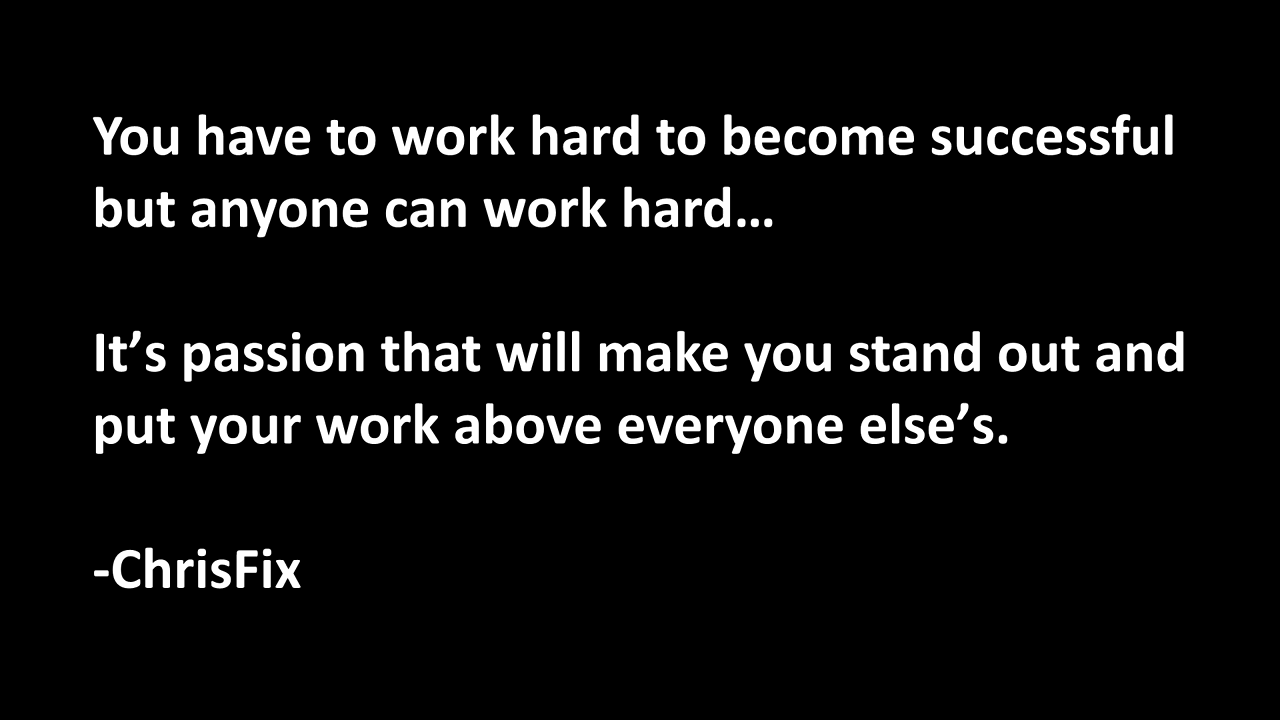 You have to work hard to become successful
but anyone can work hard…
It’s passion that will make you stand out and
put your work above everyone else’s.
-ChrisFix